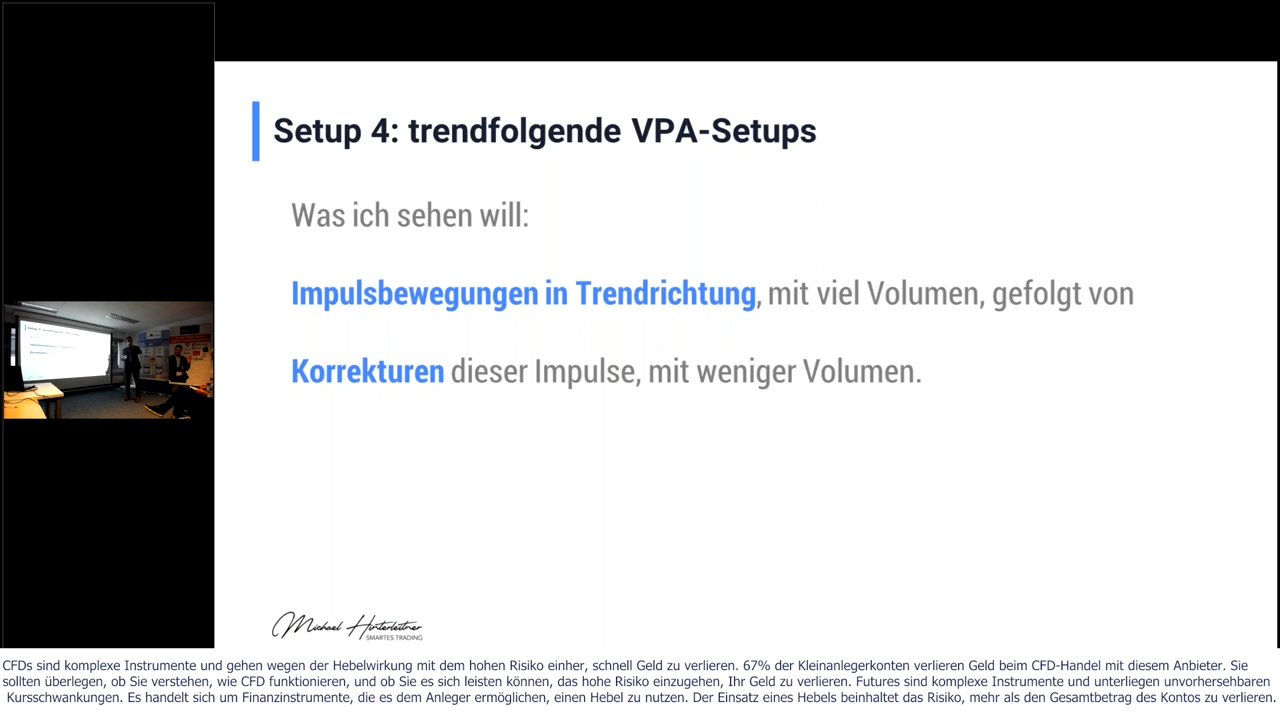 Setup 4: trendfolgende VPA-Setups
Was ich sehen will:
Impulsbewegungen in Trendrichtung, mit viel Volumen, gefolgt von
Korrekturen dieser Impulse, mit weniger Volumen.
Michael Hinterleitner
SMARTES TRADING
CFDs sind komplexe Instrumente und gehen wegen der Hebelwirkung mit dem hohen Risiko einher, schnell Geld zu verlieren. 67% der Kleinanlegerkonten verlieren Geld beim CFD-Handel mit diesem Anbieter. Sie
sollten überlegen, ob Sie verstehen, wie CFD funktionieren, und ob Sie es sich leisten können, das hohe Risiko einzugehen, Ihr Geld zu verlieren. Futures sind komplexe Instrumente und unterliegen unvorhersehbaren
Kursschwankungen. Es handelt sich um Finanzinstrumente, die es dem Anleger ermöglichen, einen Hebel zu nutzen. Der Einsatz eines Hebels beinhaltet das Risiko, mehr als den Gesamtbetrag des Kontos zu verlieren.